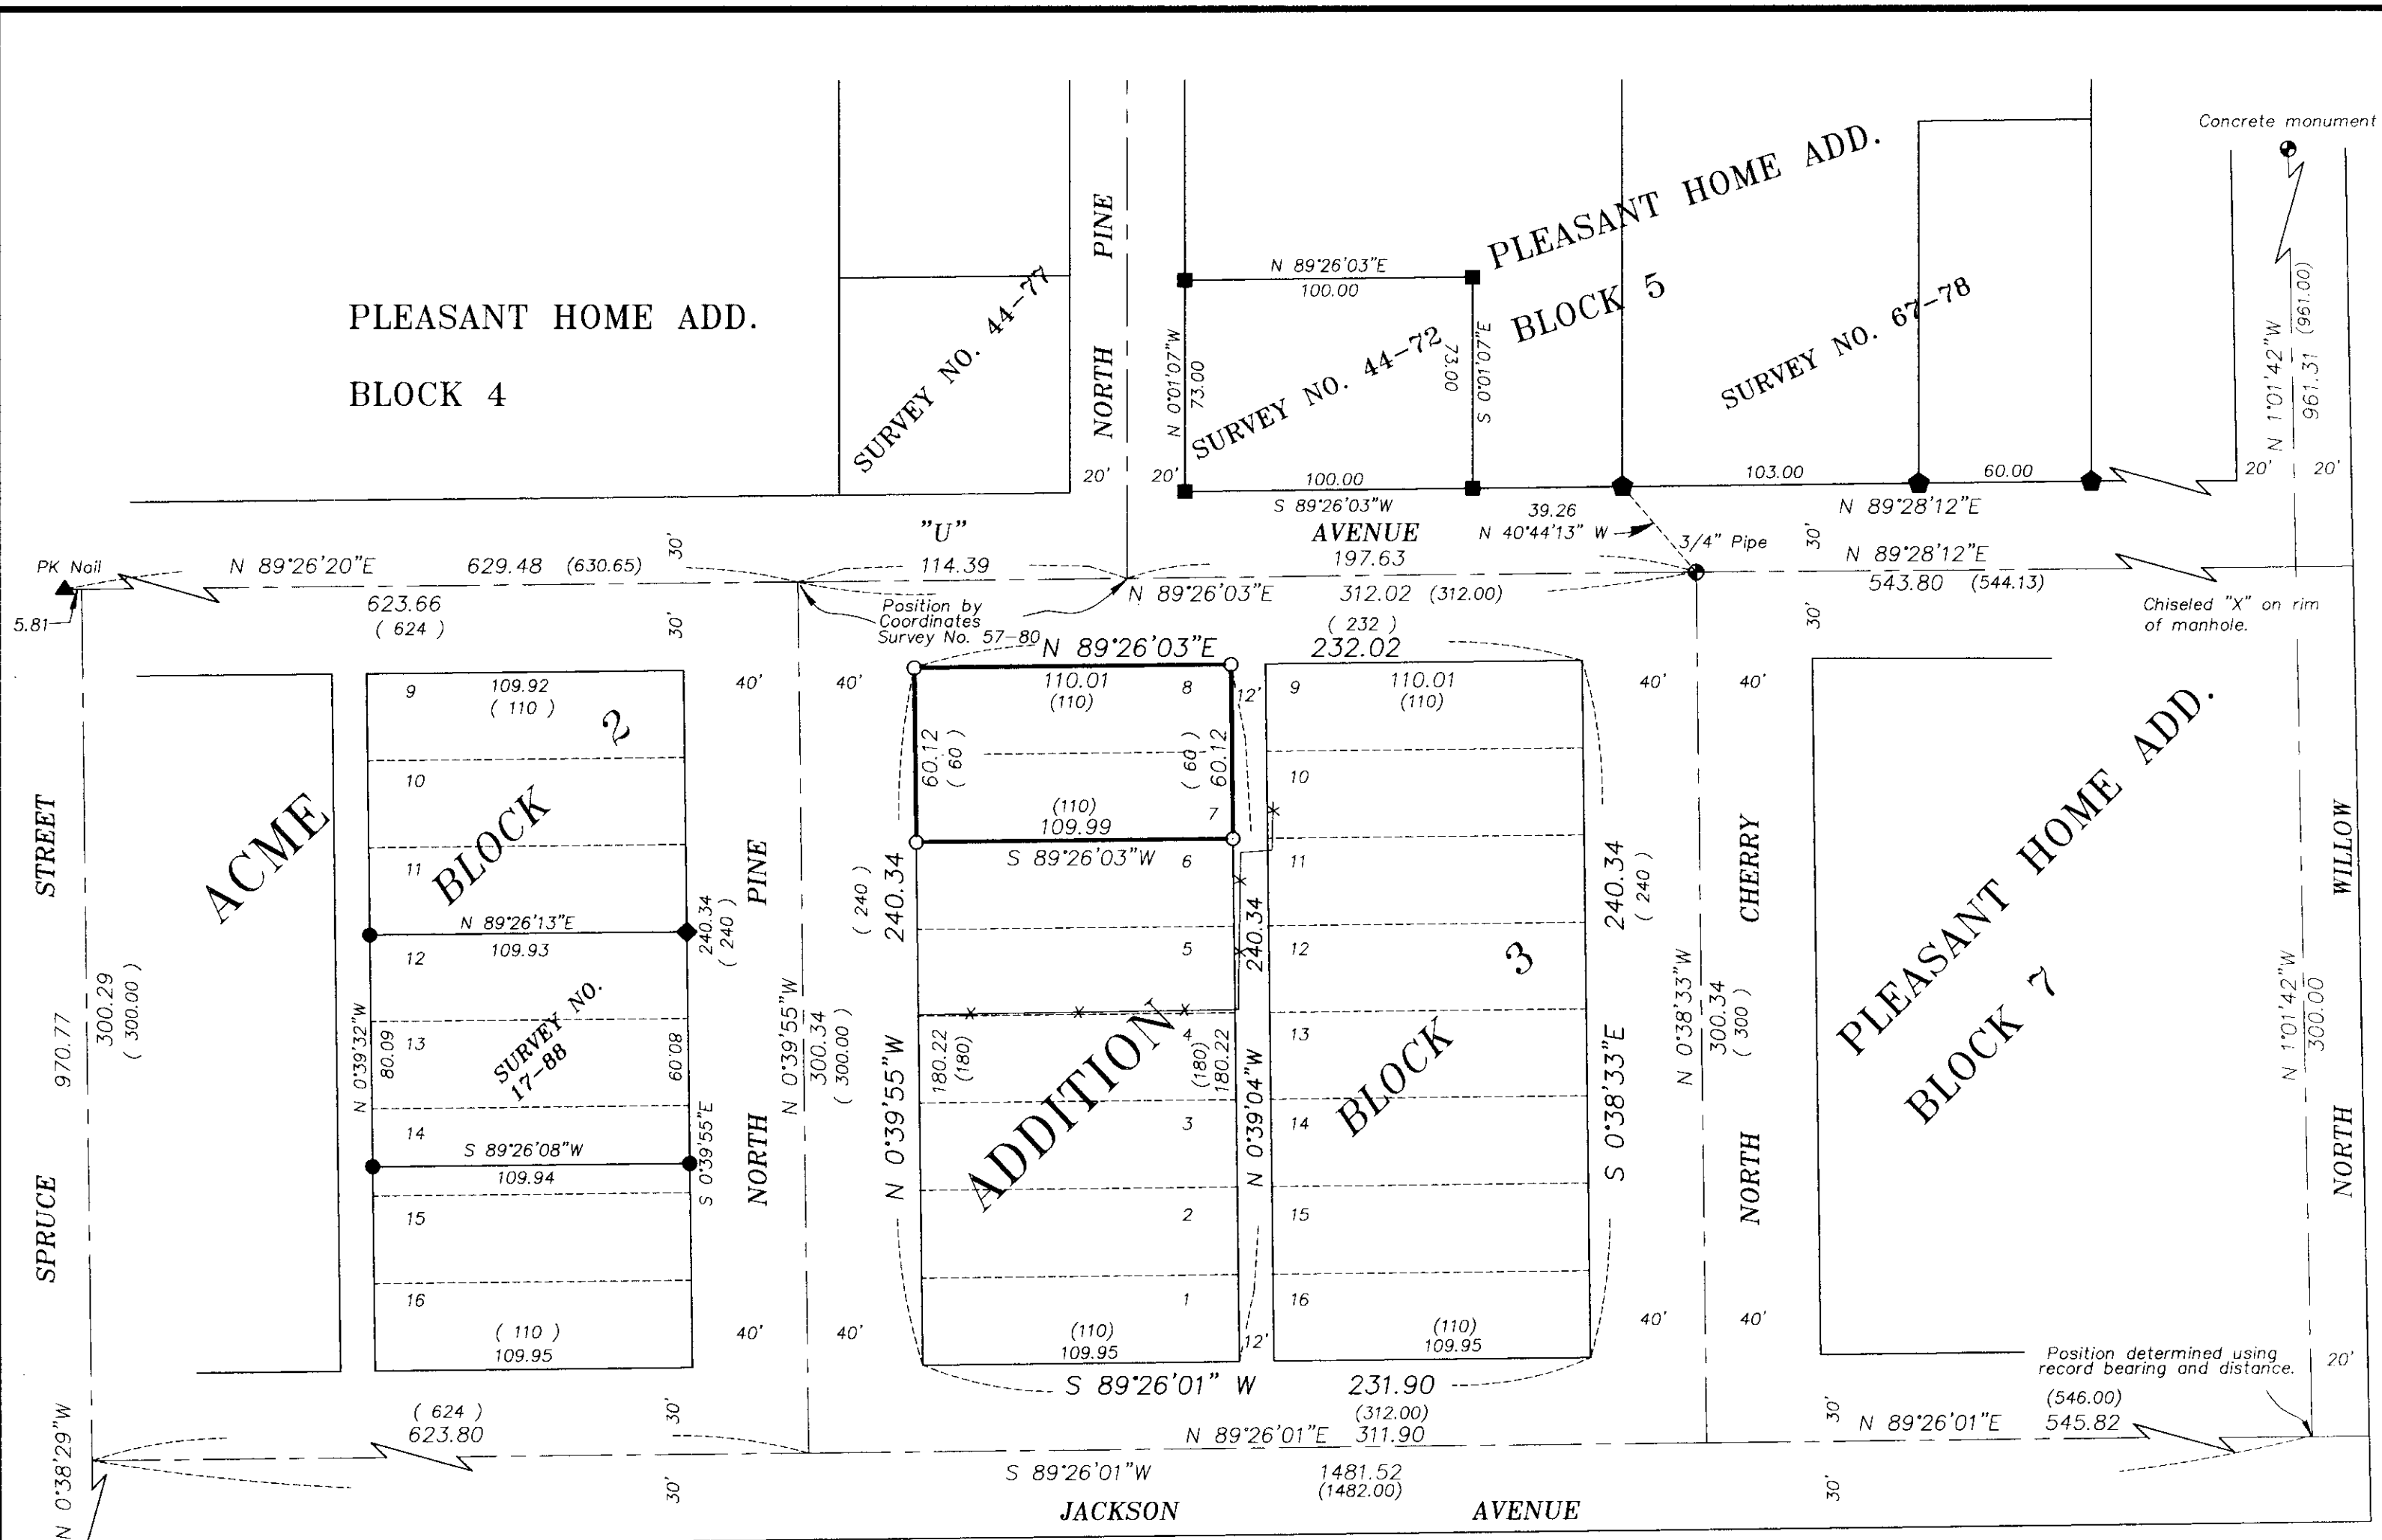 Concrete monument
PLEASANT HOME ADD.
BLOCK 4
SURVEY NO. 44-77
NORTH PINE
20'
20'
N 89°26'03"E
100.00
N 0°01'07"W
73.00
SURVEY NO. 44-72
73.00
S 0°01'07"E
100.00
S 89°26'03"W
PLEASANT HOME ADD.
BLOCK 5
SURVEY NO. 67-78
39.26
N 40°44'13" W
103.00
60.00
N 89°28'12"E
N 1°01'42"W
961.31 (961.00)
20'
20'
"U"
AVENUE
PK Nail
5.81
N 89°26'20"E
629.48 (630.65)
30'
114.39
197.63
3/4" Pipe
30'
N 89°28'12"E
543.80 (544.13)
623.66
( 624 )
30'
Position by
Coordinates
Survey No. 57-80
N 89°26'03"E
312.02 (312.00)
( 232 )
30'
Chiseled "X" on rim
of manhole.
N 89°26'03"E
232.02
9
109.92
( 110 )
2
40'
40'
110.01
(110)
8
12'
9
110.01
(110)
40'
40'
10
60.12
( 60 )
( 60 )
60.12
10
BLOCK
11
(110)
109.99
7
S 89°26'03"W
6
11
STREET
ACME
PINE
( 240 )
240.34
240.34
240.34
( 240 )
CHERRY
PLEASANT HOME ADD.
BLOCK 7
WILLOW
N 89°26'13"E
109.93
240.34
( 240 )
12
5
12
3
970.77
300.29
( 300.00 )
N 0°39'32"W
80.09
SURVEY NO.
17-88
13
80.09
N 0°39'55"W
300.34
( 300.00 )
N 0°39'55"W
180.22
(180)
ADDITION
4
(180)
180.22
N 0°39'04"W
13
BLOCK
S 0°38'33"E
N 0°38'33"W
300.34
( 300 )
N 1°01'42"W
300.00
14
S 89°26'08"W
109.94
S 0°39'55"E
3
14
SPRUCE
15
NORTH
2
15
NORTH
NORTH
16
( 110 )
109.95
40'
40'
1
(110)
109.95
12'
16
(110)
109.95
40'
40'
Position determined using
record bearing and distance.
20'
S 89°26'01" W
231.90
N 0°38'29"W
( 624 )
623.80
30'
(312.00)
N 89°26'01"E 311.90
30'
N 89°26'01"E
(546.00)
545.82
30'
S 89°26'01"W
1481.52
(1482.00)
30'
JACKSON
AVENUE